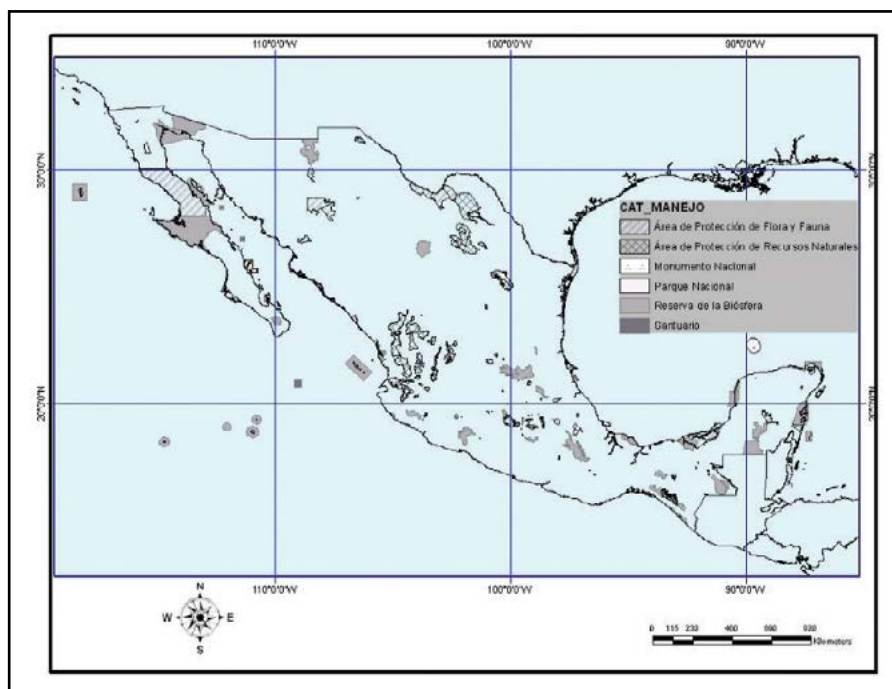 110°0'0"W 100°0'0"W 90°0'0"W
30°0'0"N
20°0'0"N
CAT_MANEJO
Área de Protección de Flora y Fauna
Área de Protección de Recursos Naturales
Monumento Nacional
Parque Nacional
Reserva de la Biósfera
Santuario
110°0'0"W 100°0'0"W 90°0'0"W
N
W E
S
0 115 230 460 690 920
Kilometers